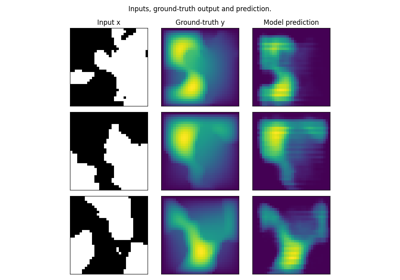 Inputs, ground-truth output and prediction.
Input x
Ground-truth y
Model prediction